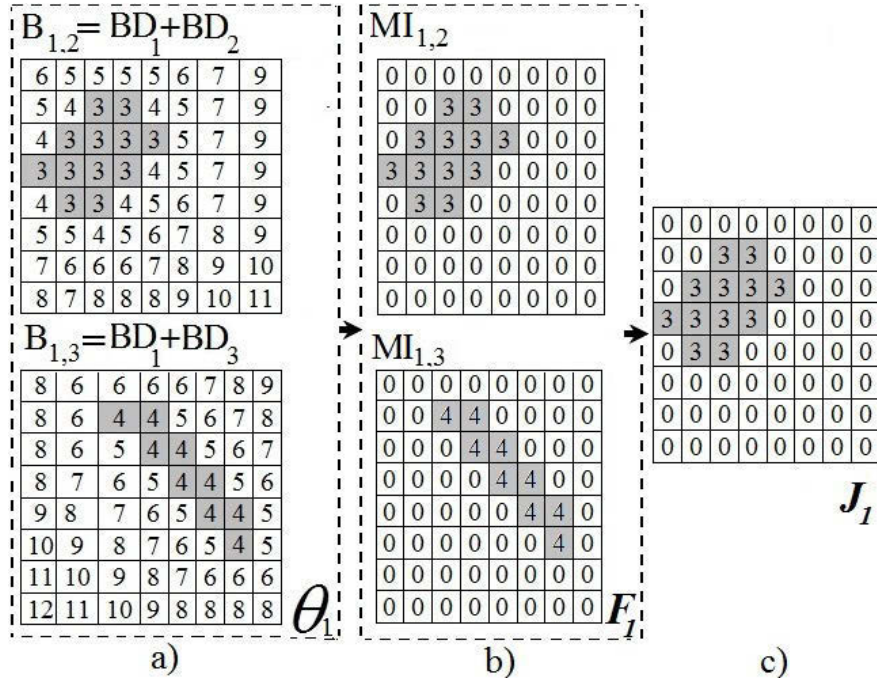 B1,2= BD1+BD2
6 5 5 5 5 6 7 9
5 4 3 3 4 5 7 9
4 3 3 3 3 5 7 9
3 3 3 3 4 5 7 9
4 3 3 4 5 6 7 9
5 5 4 5 6 7 8 9
7 6 6 6 7 8 9 10
8 7 8 8 8 9 10 11
B1,3=BD1+BD3
8 6 6 6 6 7 8 9
8 6 4 4 5 6 7 8
8 6 5 4 4 5 6 7
8 7 6 5 4 4 5 6
9 8 7 6 5 4 4 5
10 9 8 7 6 5 4 5
11 10 9 8 7 6 6 6
12 11 10 9 8 8 8 8
θ1
a)
MI1,2
0 0 0 0 0 0 0 0
0 0 3 3 0 0 0 0
0 3 3 3 3 0 0 0
3 3 3 3 0 0 0 0
0 3 3 0 0 0 0 0
0 0 0 0 0 0 0 0
0 0 0 0 0 0 0 0
0 0 0 0 0 0 0 0
MI1,3
0 0 0 0 0 0 0 0
0 0 4 4 0 0 0 0
0 0 0 4 4 0 0 0
0 0 0 0 4 4 0 0
0 0 0 0 0 4 4 0
0 0 0 0 0 0 4 0
0 0 0 0 0 0 0 0
0 0 0 0 0 0 0 0
F1
b)
0 0 0 0 0 0 0 0
0 0 3 3 0 0 0 0
0 3 3 3 3 0 0 0
3 3 3 3 0 0 0 0
0 3 3 0 0 0 0 0
0 0 0 0 0 0 0 0
0 0 0 0 0 0 0 0
0 0 0 0 0 0 0 0
J1
c)